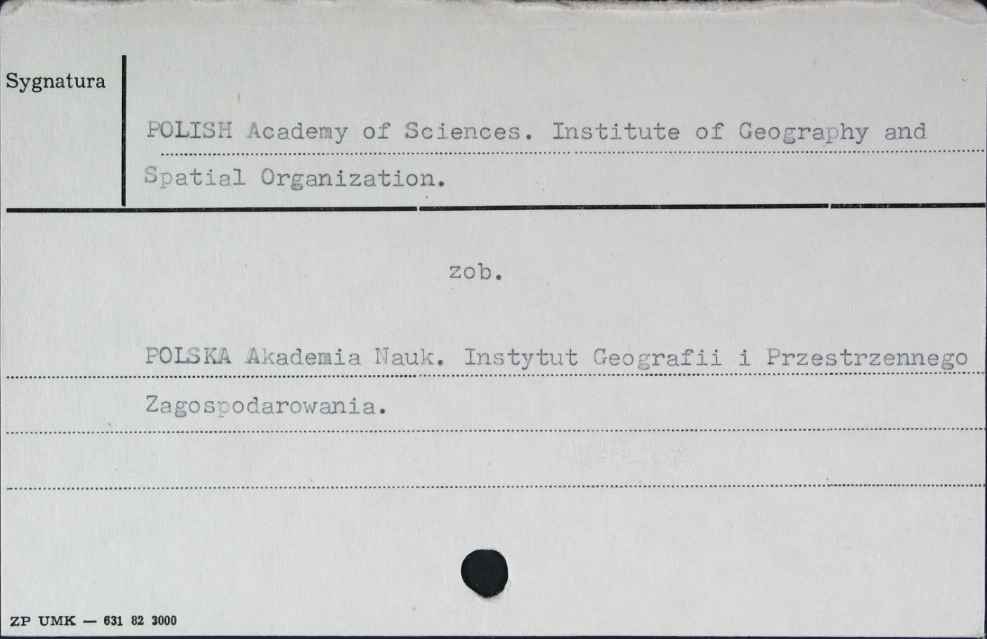 Sygnatura
POLISH Academy of Sciences. Institute of Geography and
Spatial Organization.
zob.
POLSKA Akademia Nauk. Instytut Geografii i Przestrzennego
Zagospodarowania.
ZP UMK — 631 82 3000